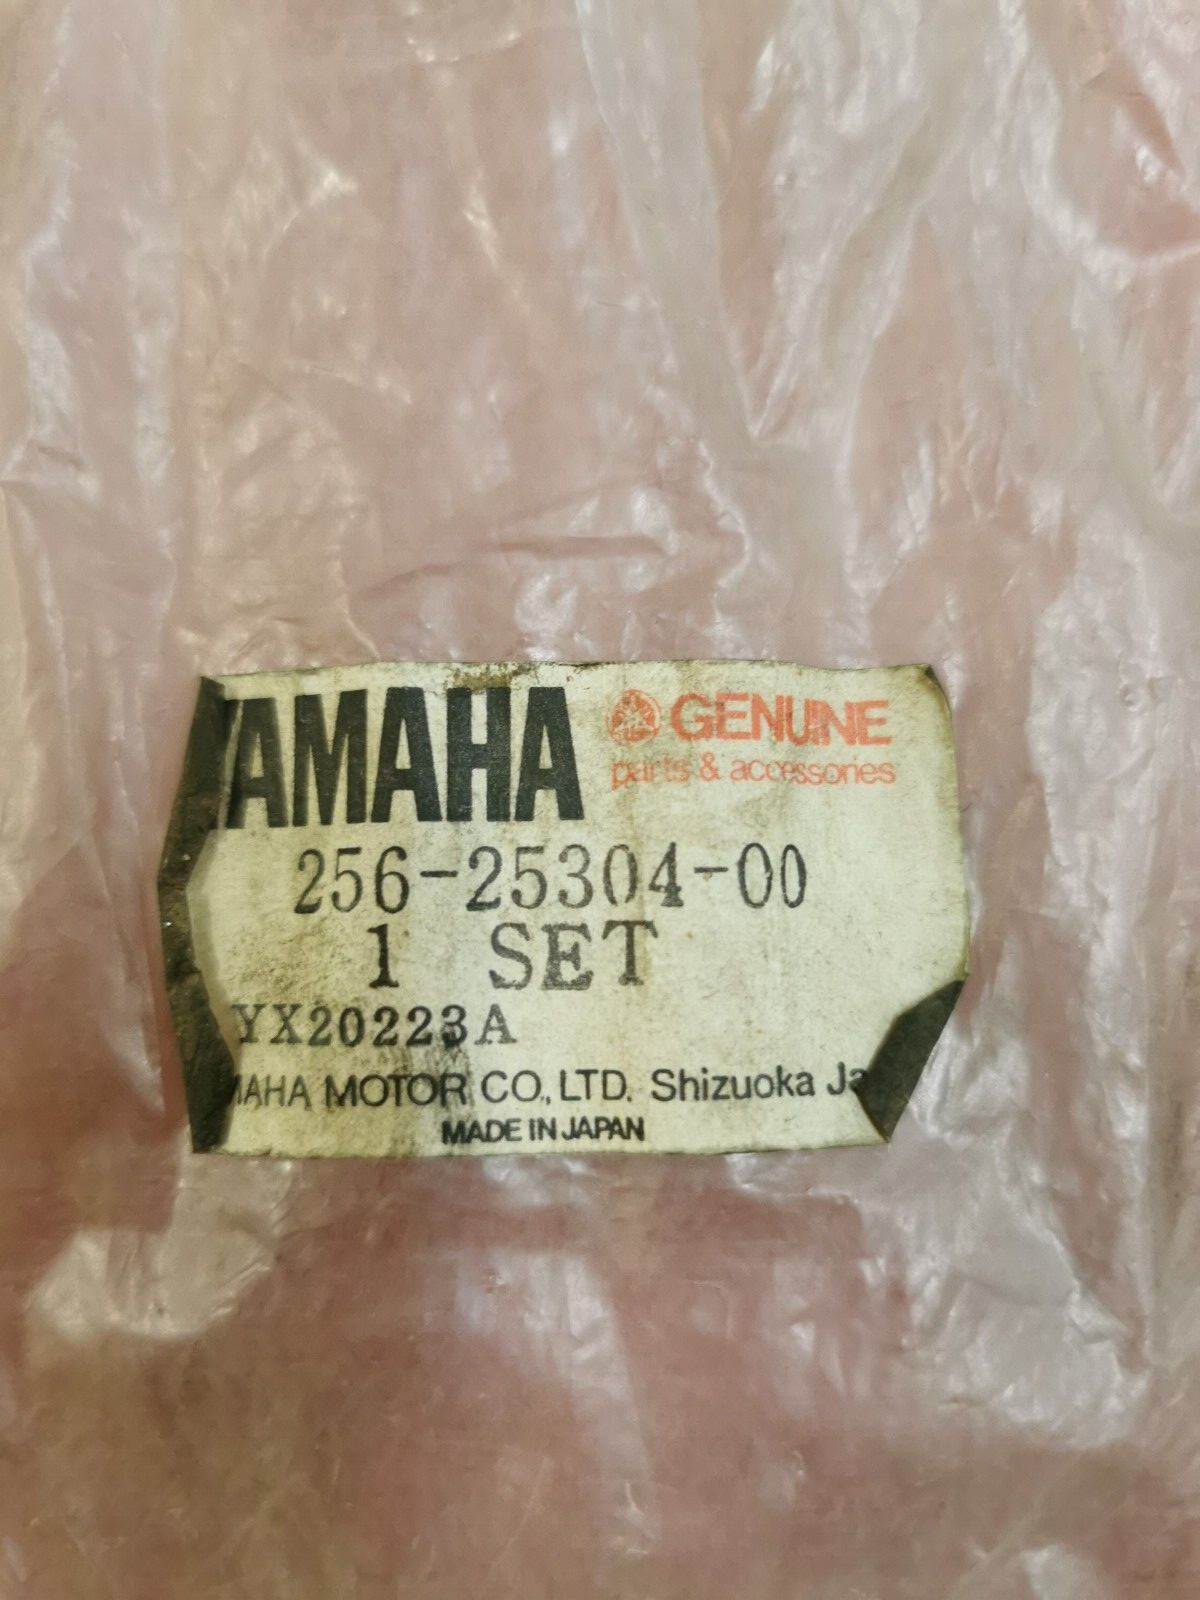 YAMAHA GENUINE
parts & accessories
256-25304-00
1 SET
YX20223A
MAHA MOTOR CO., LTD. Shizuoka Ja
MADE IN JAPAN